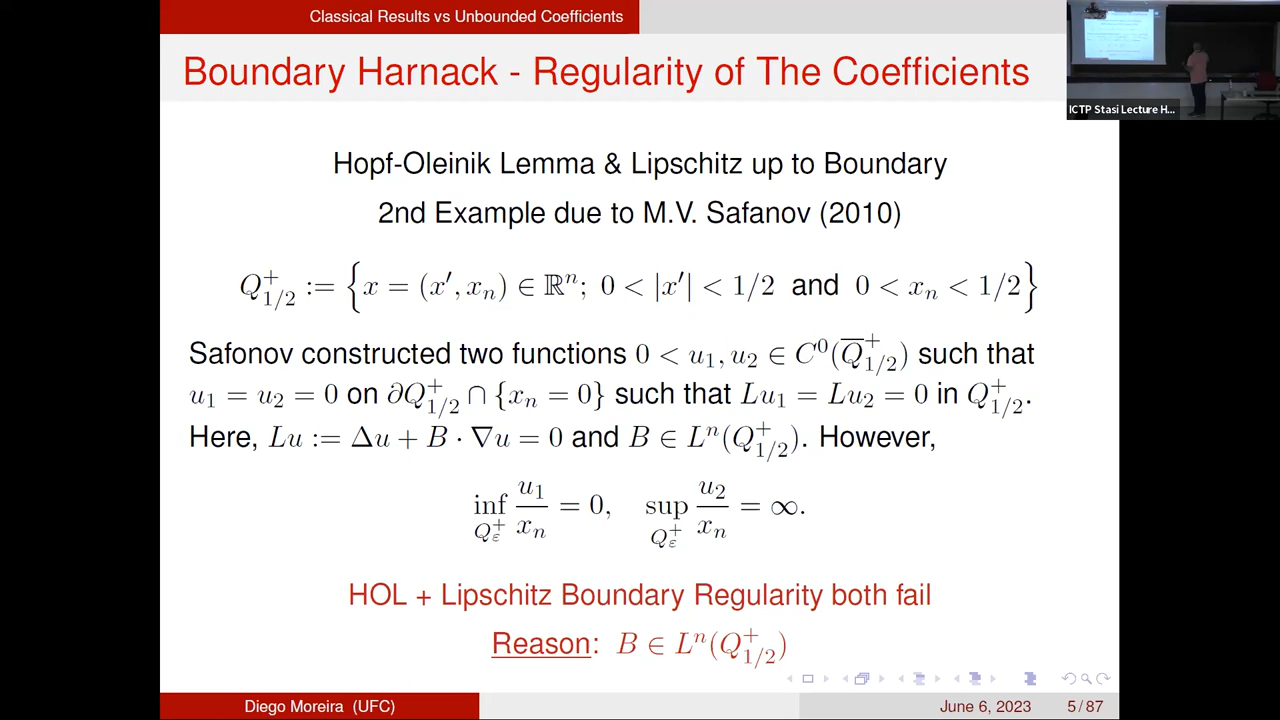 Classical Results vs Unbounded Coefficients
Boundary Harnack - Regularity of The Coefficients
ICTP Stasi Lecture H...
Hopf-Oleinik Lemma & Lipschitz up to Boundary
2nd Example due to M.V. Safanov (2010)
Q⁺_{1/2} := {x = (x′, xₙ) ∈ ℝⁿ; 0 < |x′| < 1/2 and 0 < xₙ < 1/2}
Safonov constructed two functions 0 < u₁, u₂ ∈ C⁰(Q̅⁺_{1/2}) such that
u₁ = u₂ = 0 on ∂Q⁺_{1/2} ∩ {xₙ = 0} such that Lu₁ = Lu₂ = 0 in Q⁺_{1/2}.
Here, Lu := Δu + B · ∇u = 0 and B ∈ Lⁿ(Q⁺_{1/2}). However,
inf_{Q⁺_ε} u₁/xₙ = 0, sup_{Q⁺_ε} u₂/xₙ = ∞.
HOL + Lipschitz Boundary Regularity both fail
Reason: B ∈ Lⁿ(Q⁺_{1/2})
Diego Moreira (UFC) June 6, 2023 5/87